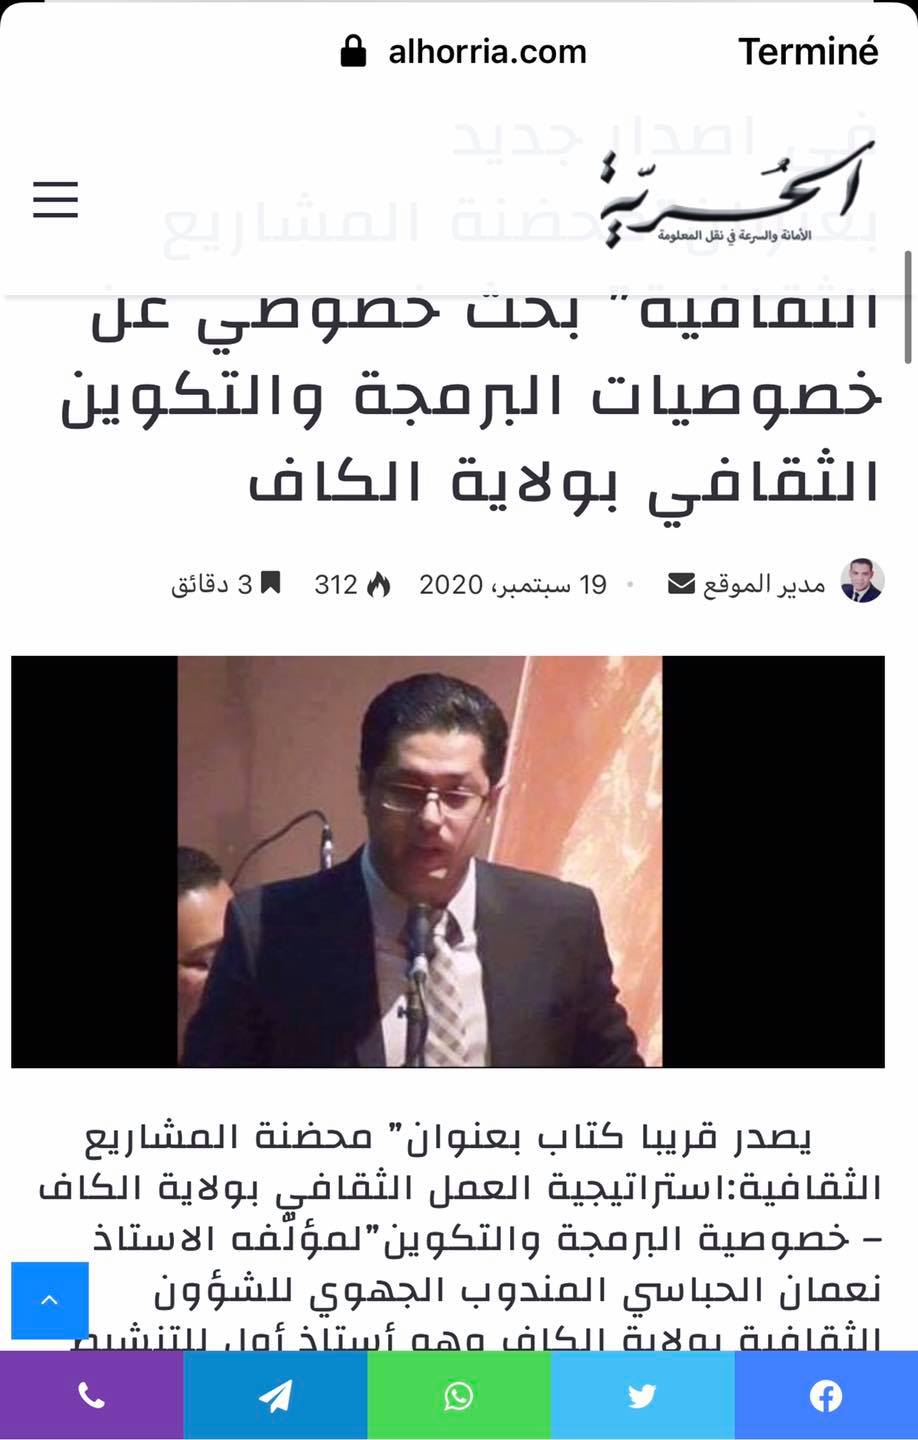 alhorria.com
Terminé
في اصدار جديد
الحرية
الأمانة والسرعة في نقل المعلومة
بعنوان "محضنة المشاريع
الثقافية" بحث خصوصي عن
خصوصيات البرمجة والتكوين
الثقافي بولاية الكاف
مدير الموقع • 19 سبتمبر، 2020 312 3 دقائق
يصدر قريبا كتاب بعنوان" محضنة المشاريع
الثقافية:استراتيجية العمل الثقافي بولاية الكاف
– خصوصية البرمجة والتكوين"لمؤلّفه الاستاذ
نعمان الحباسي المندوب الجهوي للشؤون
الثقافية بولاية الكاف وهو أستاذ أول للتنشيط